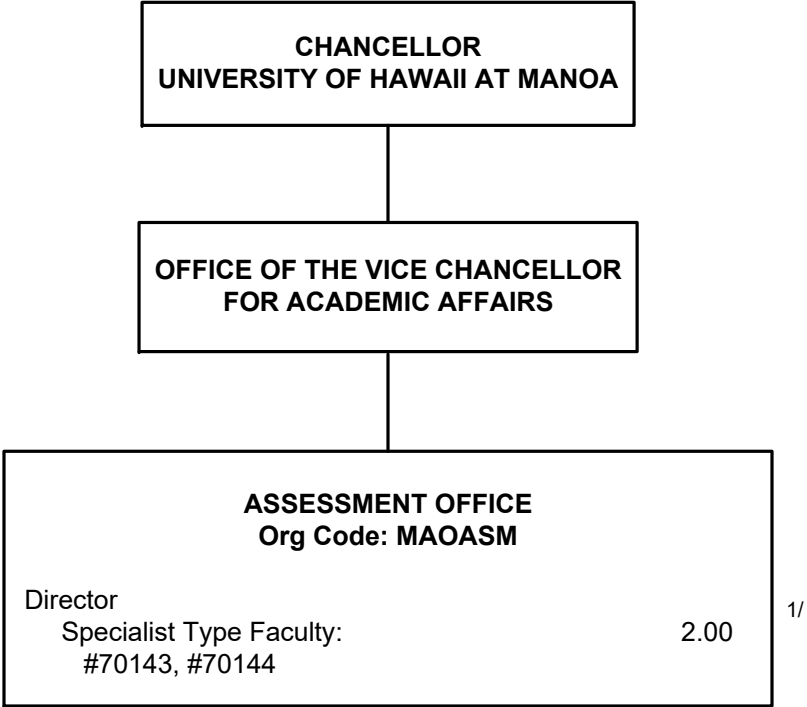 CHANCELLOR
UNIVERSITY OF HAWAII AT MANOA
OFFICE OF THE VICE CHANCELLOR
FOR ACADEMIC AFFAIRS
ASSESSMENT OFFICE
Org Code: MAOASM
Director
Specialist Type Faculty: 2.00 1/
#70143, #70144